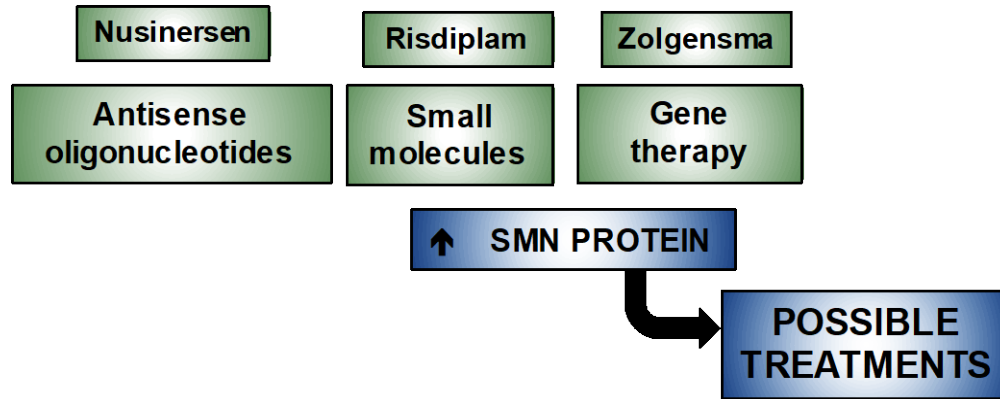 Nusinersen
Risdiplam
Zolgensma
Antisense
oligonucleotides
Small
molecules
Gene
therapy
↑ SMN PROTEIN
POSSIBLE
TREATMENTS